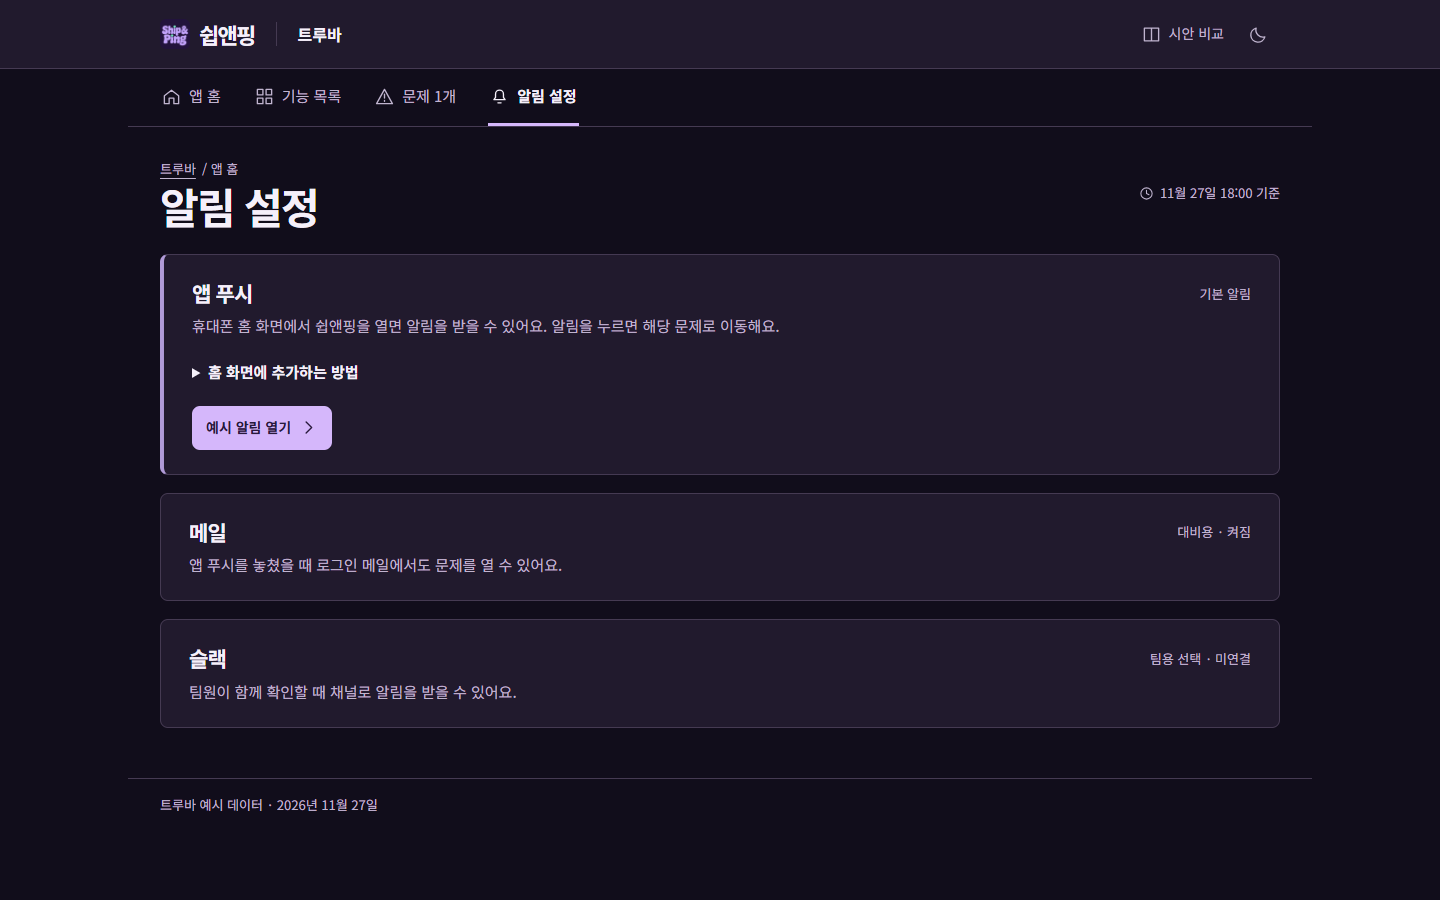 Ship&
Ping
쉽앤핑
트루바
시안 비교
앱 홈
기능 목록
문제 1개
알림 설정
트루바 / 앱 홈
알림 설정
11월 27일 18:00 기준
앱 푸시
기본 알림
휴대폰 홈 화면에서 쉽앤핑을 열면 알림을 받을 수 있어요. 알림을 누르면 해당 문제로 이동해요.
홈 화면에 추가하는 방법
예시 알림 열기
메일
대비용 · 켜짐
앱 푸시를 놓쳤을 때 로그인 메일에서도 문제를 열 수 있어요.
슬랙
팀용 선택 · 미연결
팀원이 함께 확인할 때 채널로 알림을 받을 수 있어요.
트루바 예시 데이터 · 2026년 11월 27일